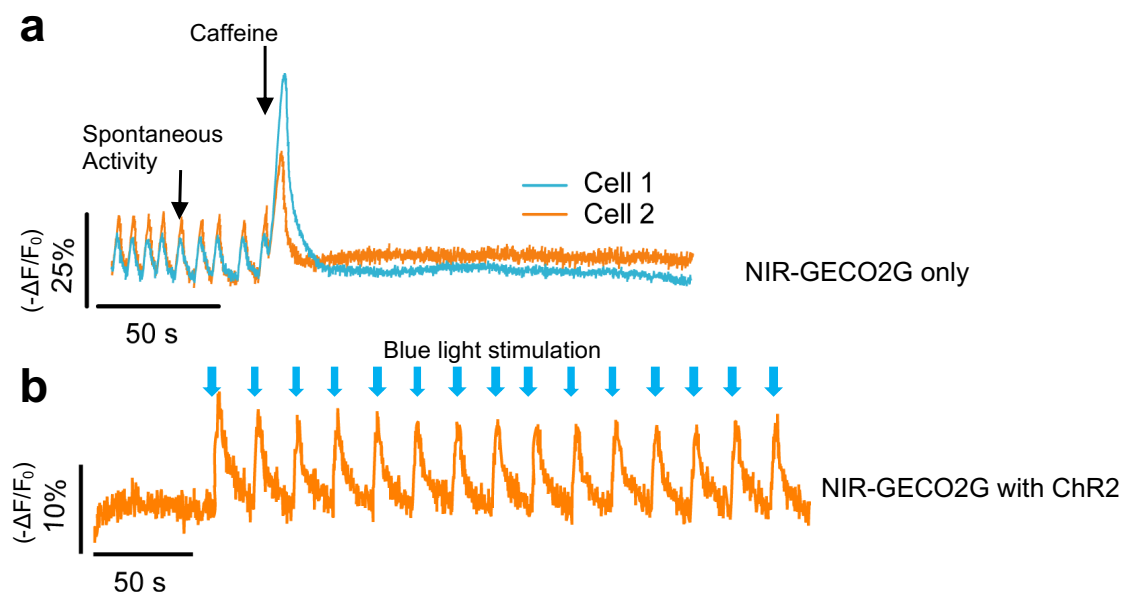 a
Caffeine
Spontaneous
Activity
Cell 1
Cell 2
(-ΔF/F₀)
25%
NIR-GECO2G only
50 s
Blue light stimulation
b
(-ΔF/F₀)
10%
NIR-GECO2G with ChR2
50 s